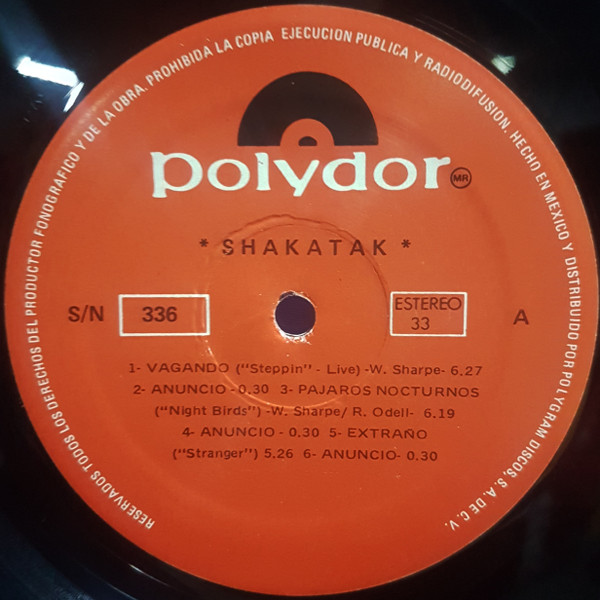 RESERVADOS TODOS LOS DERECHOS DEL PRODUCTOR FONOGRAFICO Y DE LA OBRA. PROHIBIDA LA COPIA EJECUCION PUBLICA Y RADIODIFUSION. HECHO EN MEXICO Y DISTRIBUIDO POR POLYGRAM DISCOS, S.A. DE C.V.
polydor MR
* SHAKATAK *
S/N 336 ESTEREO 33 A
1- VAGANDO ("Steppin" - Live) -W. Sharpe- 6.27
2- ANUNCIO - 0.30 3- PAJAROS NOCTURNOS
("Night Birds") -W. Sharpe/ R. Odell- 6.19
4- ANUNCIO - 0.30 5- EXTRAÑO
("Stranger") 5.26 6- ANUNCIO- 0.30